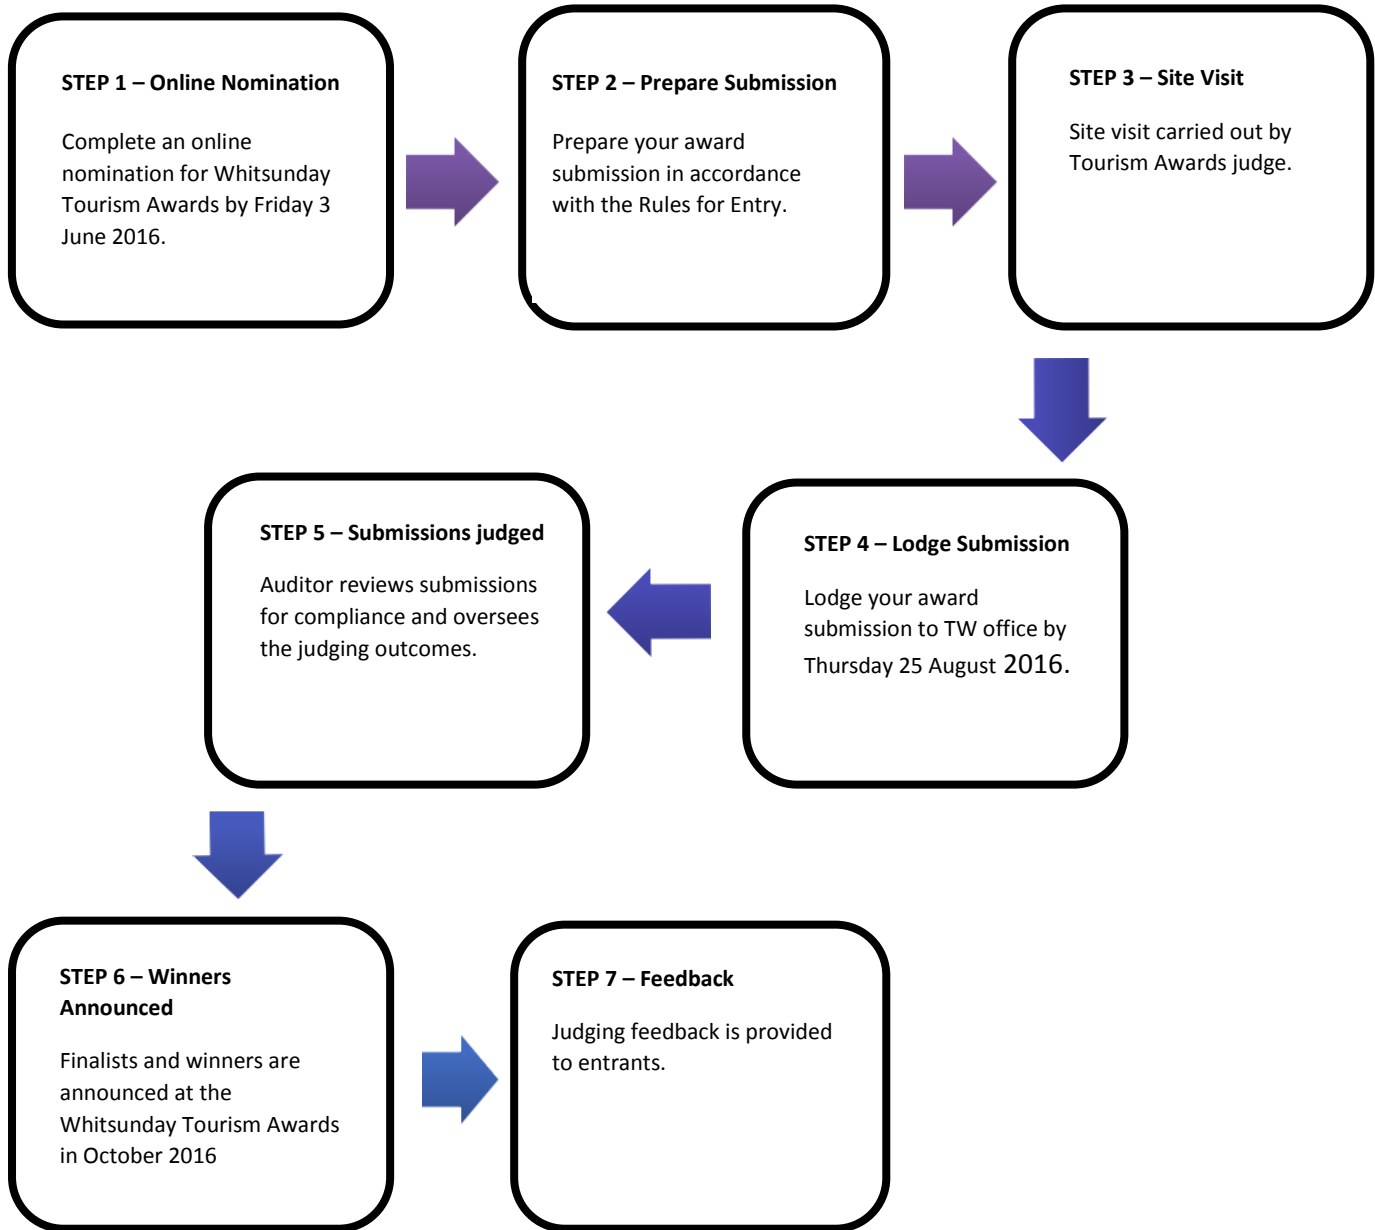 STEP 1 – Online Nomination
Complete an online
nomination for Whitsunday
Tourism Awards by Friday 3
June 2016.
STEP 2 – Prepare Submission
Prepare your award
submission in accordance
with the Rules for Entry.
STEP 3 – Site Visit
Site visit carried out by
Tourism Awards judge.
STEP 4 – Lodge Submission
Lodge your award
submission to TW office by
Thursday 25 August 2016.
STEP 5 – Submissions judged
Auditor reviews submissions
for compliance and oversees
the judging outcomes.
STEP 6 – Winners
Announced
Finalists and winners are
announced at the
Whitsunday Tourism Awards
in October 2016
STEP 7 – Feedback
Judging feedback is provided
to entrants.